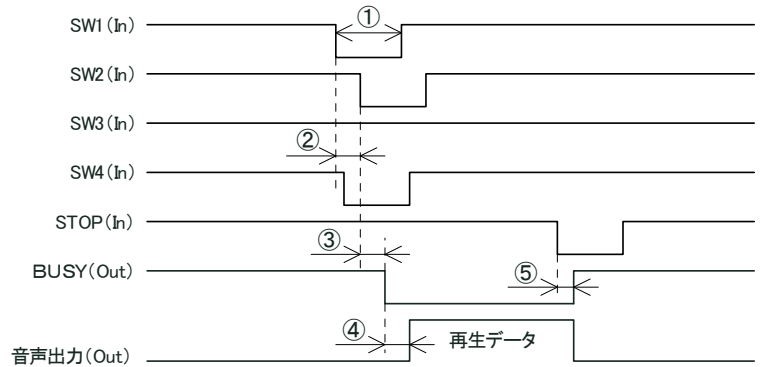 SW1(In)
①
SW2(In)
SW3(In)
②
SW4(In)
STOP(In)
③
⑤
BUSY(Out)
④
再生データ
音声出力(Out)